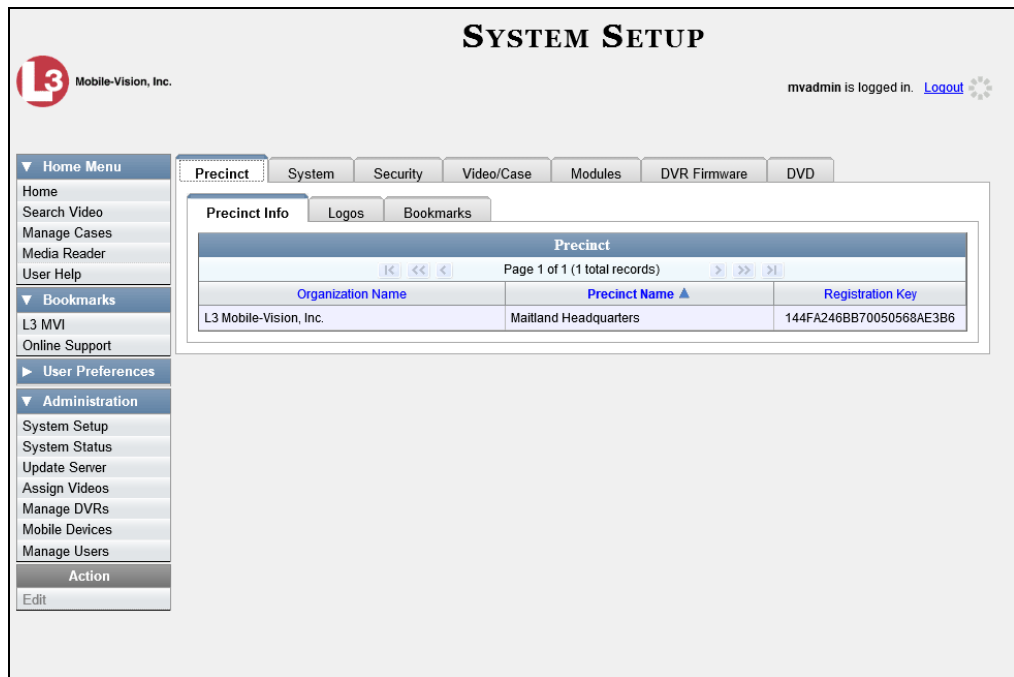 SYSTEM SETUP
L3 Mobile-Vision, Inc.
mvadmin is logged in. Logout
▼ Home Menu
Home
Search Video
Manage Cases
Media Reader
User Help
▼ Bookmarks
L3 MVI
Online Support
► User Preferences
▼ Administration
System Setup
System Status
Update Server
Assign Videos
Manage DVRs
Mobile Devices
Manage Users
Action
Edit
Precinct System Security Video/Case Modules DVR Firmware DVD
Precinct Info Logos Bookmarks
Precinct
|< << < Page 1 of 1 (1 total records) > >> >|
Organization Name Precinct Name ▲ Registration Key
L3 Mobile-Vision, Inc. Maitland Headquarters 144FA246BB70050568AE3B6